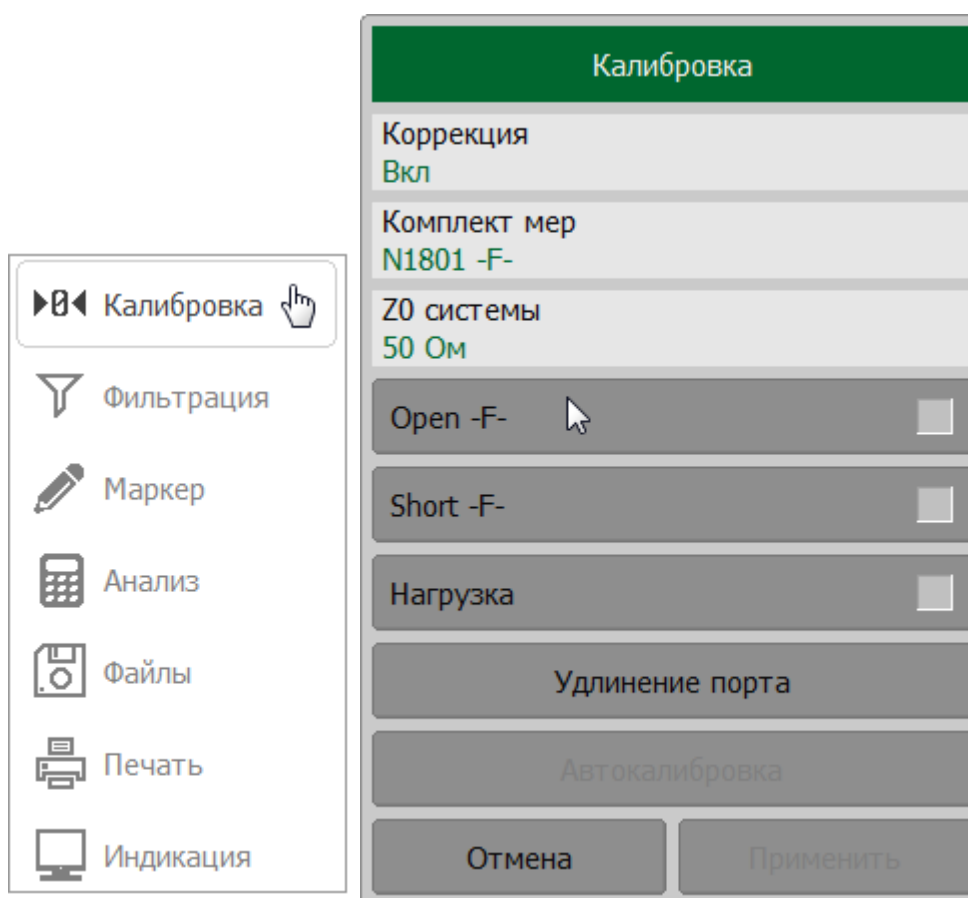 Калибровка
Фильтрация
Маркер
Анализ
Файлы
Печать
Индикация
Калибровка
Коррекция
Вкл
Комплект мер
N1801 -F-
Z0 системы
50 Ом
Open -F-
Short -F-
Нагрузка
Удлинение порта
Автокалибровка
Отмена
Применить